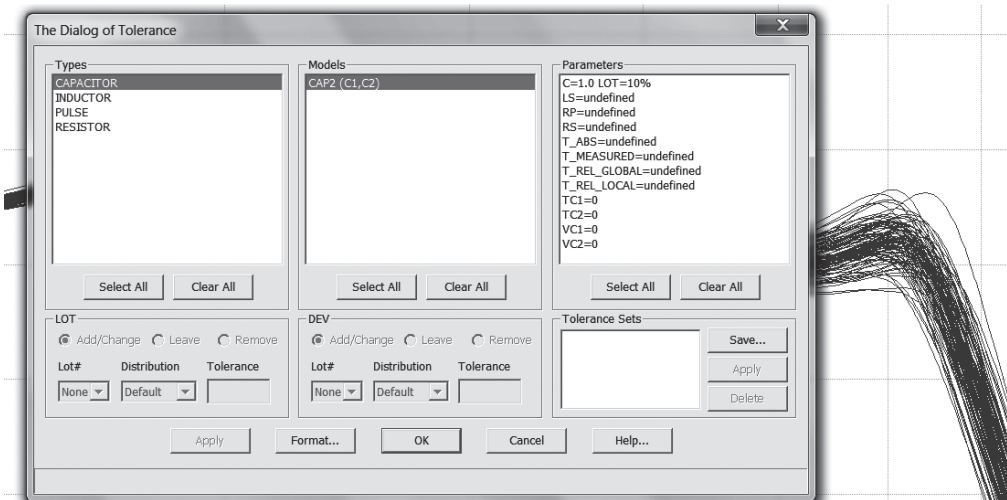 The Dialog of Tolerance
Types
CAPACITOR
INDUCTOR
PULSE
RESISTOR
Select All
Clear All
Models
CAP2 (C1,C2)
Select All
Clear All
Parameters
C=1.0 LOT=10%
LS=undefined
RP=undefined
RS=undefined
T_ABS=undefined
T_MEASURED=undefined
T_REL_GLOBAL=undefined
T_REL_LOCAL=undefined
TC1=0
TC2=0
VC1=0
VC2=0
Select All
Clear All
LOT
Add/Change Leave Remove
Lot# Distribution Tolerance
None Default
DEV
Add/Change Leave Remove
Lot# Distribution Tolerance
None Default
Tolerance Sets
Save...
Apply
Delete
Apply Format... OK Cancel Help...